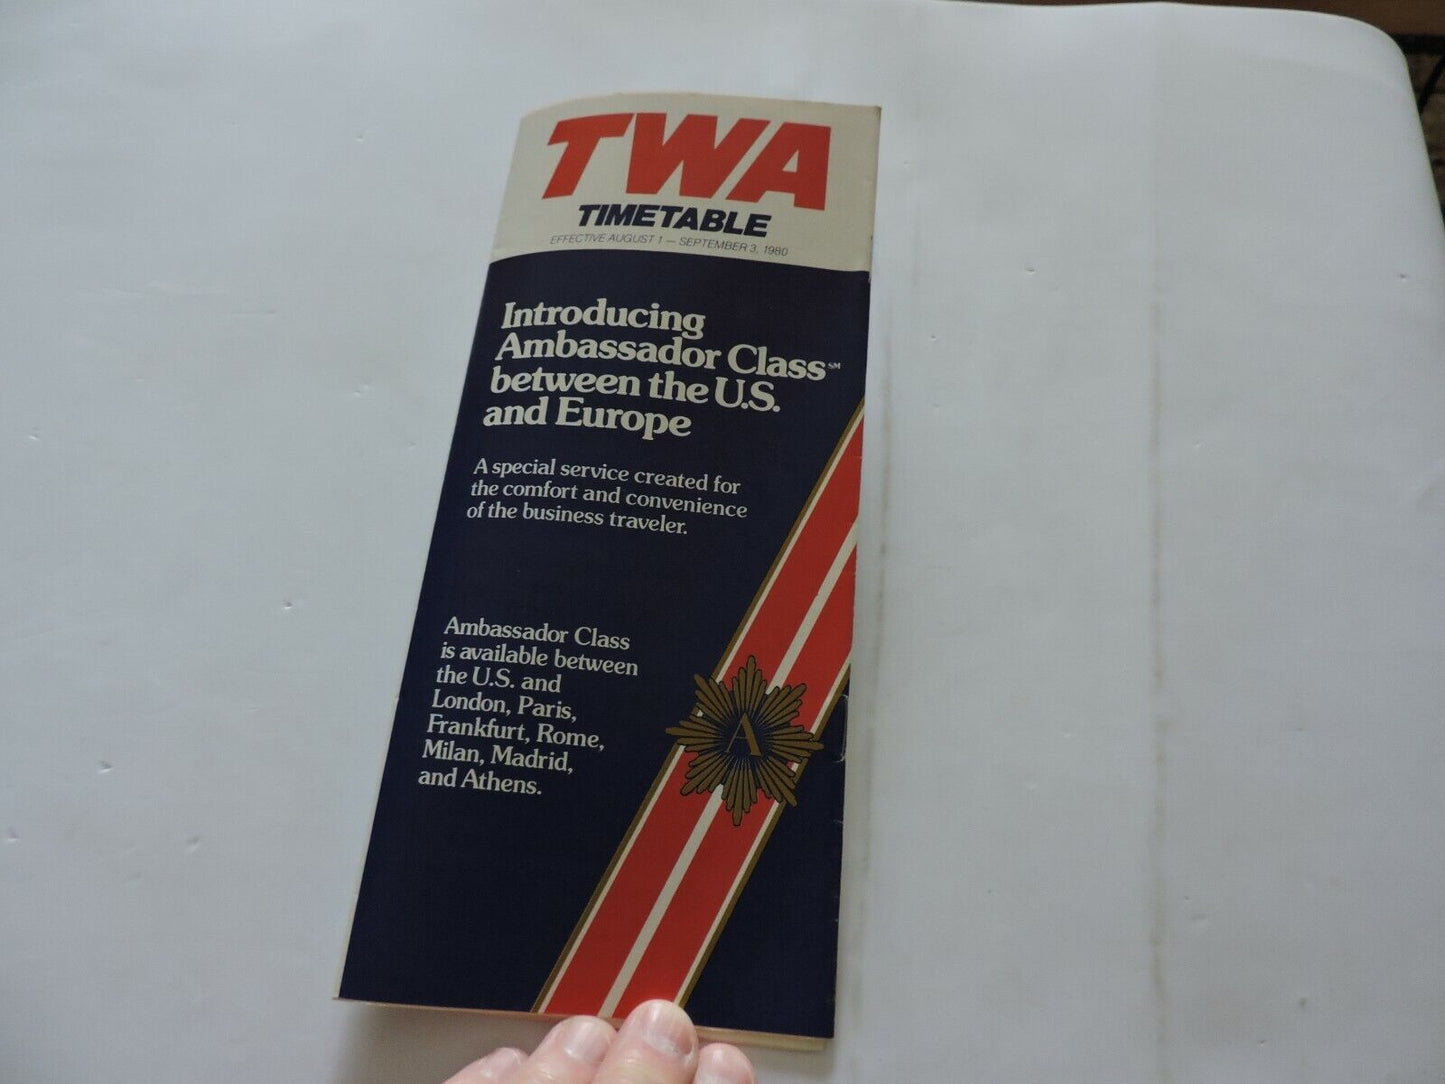 TWA
TIMETABLE
EFFECTIVE AUGUST 1 — SEPTEMBER 3, 1980
Introducing
Ambassador Class℠
between the U.S.
and Europe
A special service created for
the comfort and convenience
of the business traveler.
Ambassador Class
is available between
the U.S. and
London, Paris,
Frankfurt, Rome,
Milan, Madrid,
and Athens.
A